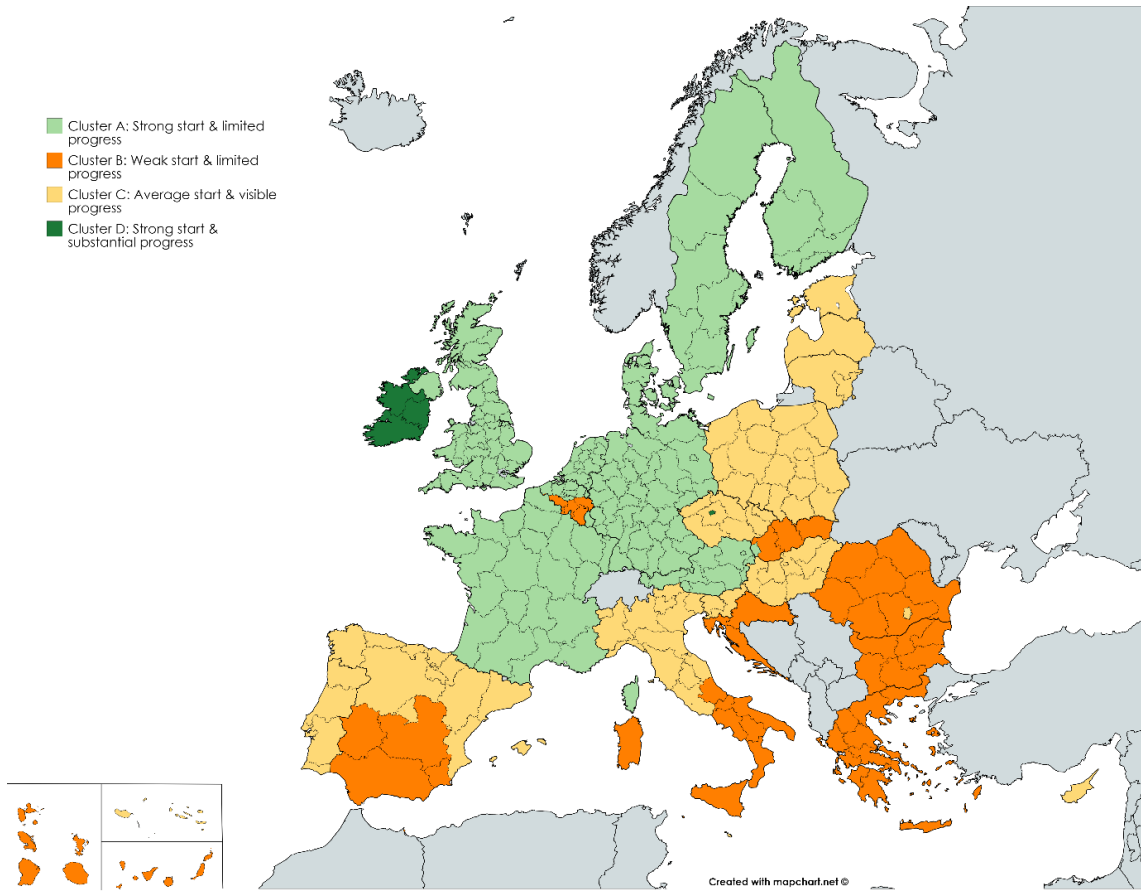 Cluster A: Strong start & limited
progress
Cluster B: Weak start & limited
progress
Cluster C: Average start & visible
progress
Cluster D: Strong start &
substantial progress
Created with mapchart.net ©